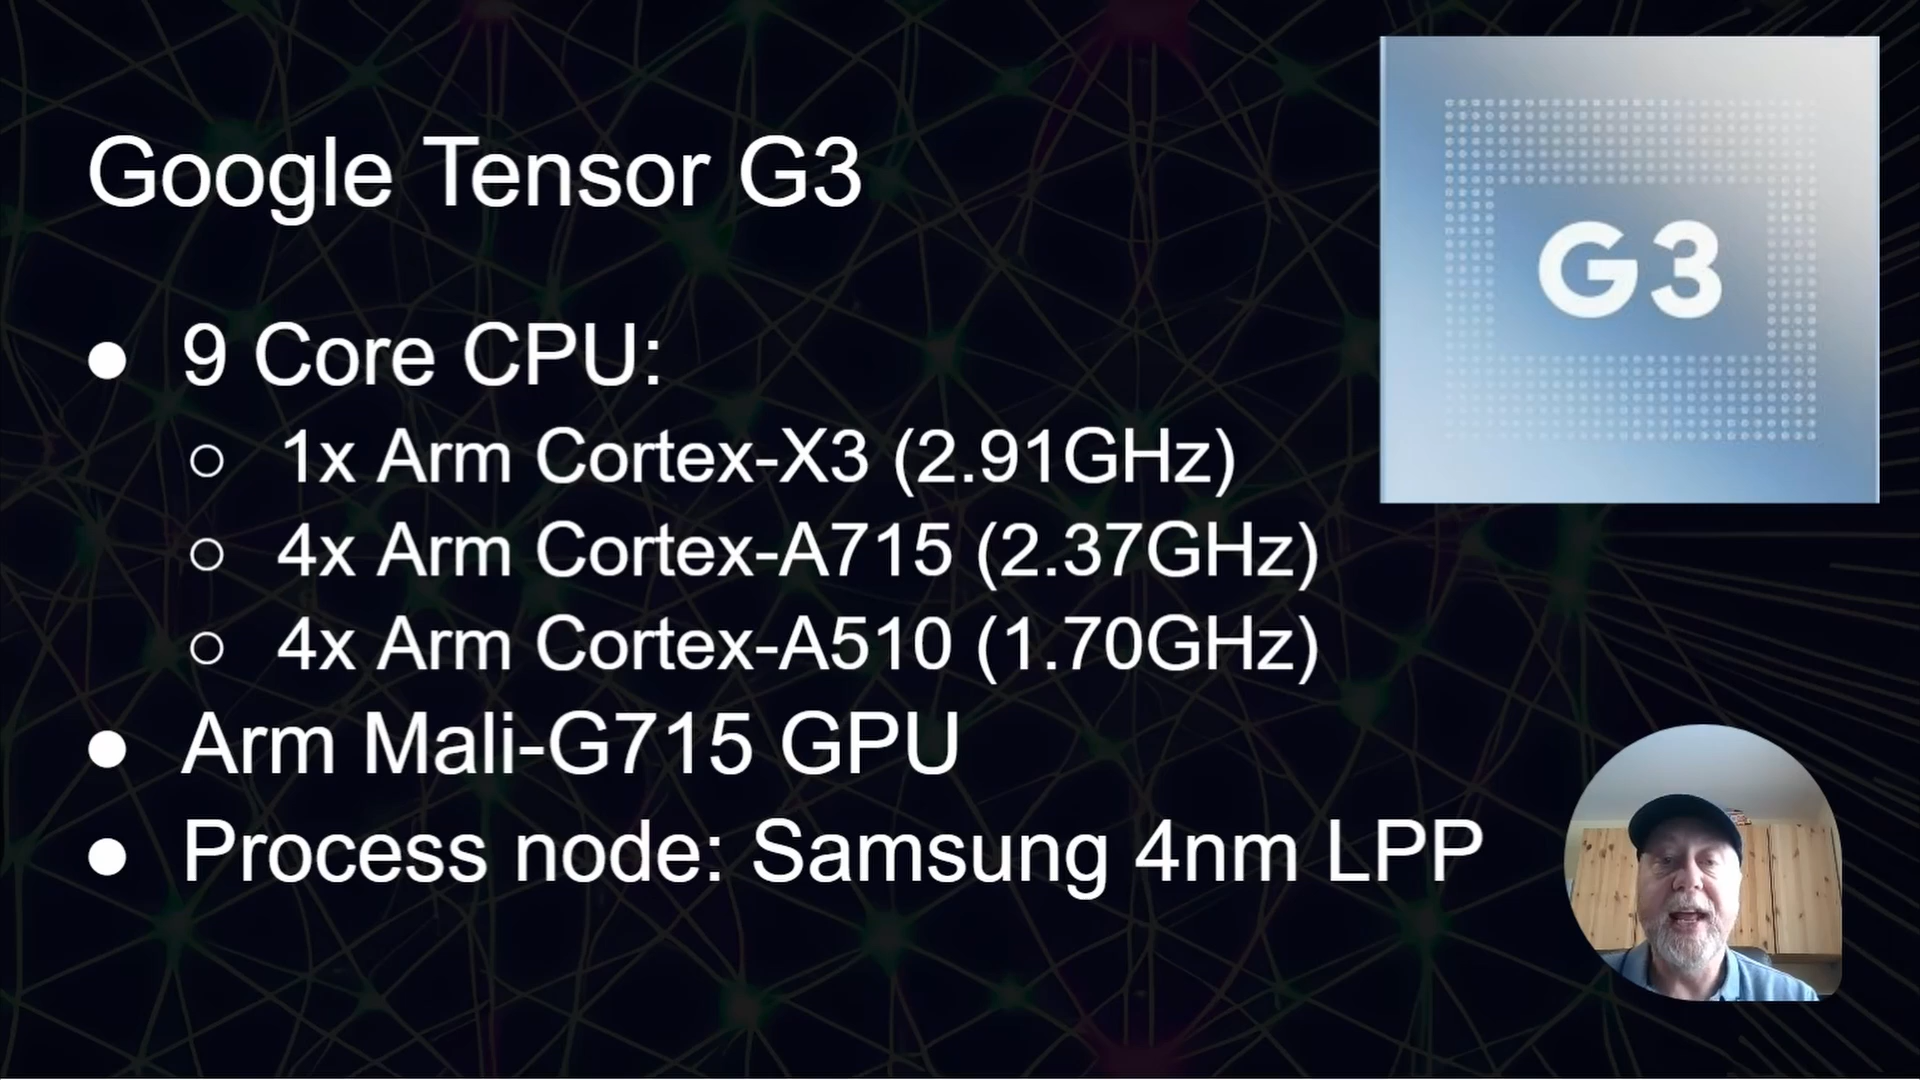 Google Tensor G3
G3
● 9 Core CPU:
○ 1x Arm Cortex-X3 (2.91GHz)
○ 4x Arm Cortex-A715 (2.37GHz)
○ 4x Arm Cortex-A510 (1.70GHz)
● Arm Mali-G715 GPU
● Process node: Samsung 4nm LPP